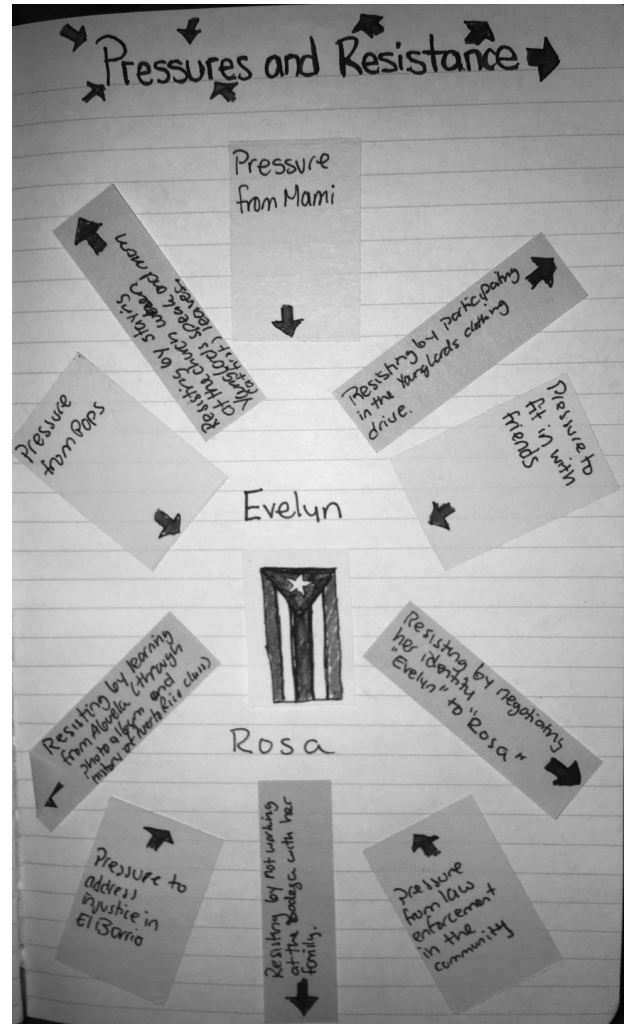 Pressures and Resistance
Pressure
from Mami
Resisting by staying
at the church when
Young Lords speak and mom
(at first) leaves
Resisting by participating
in the Young Lords clothing
drive.
Pressure
from Pops
Pressure to
fit in with
friends
Evelyn
Resisting by learning
from Abuela (through
photo album and
history of Puerto Rico class)
Resisting by negotiating
her identity
"Evelyn" to "Rosa"
Rosa
Pressure to
address
injustice in
El Barrio
Resisting by not working
at the Bodega with her
family.
Pressure
from law
enforcement
in the
community